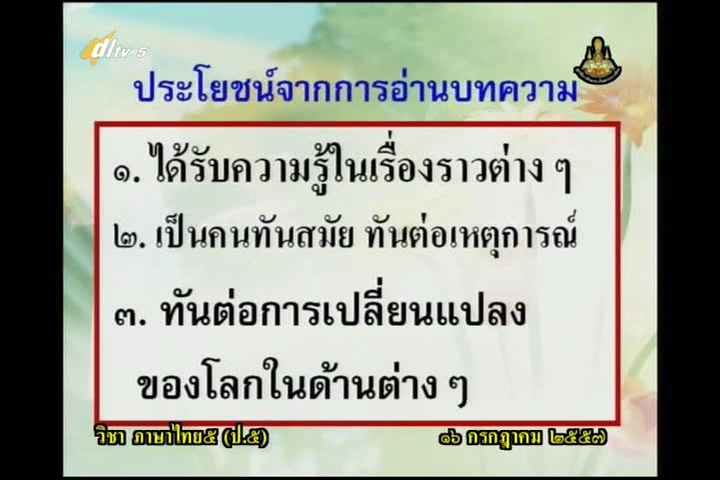 dltv 5
ประโยชน์จากการอ่านบทความ
๑. ได้รับความรู้ในเรื่องราวต่าง ๆ
๒. เป็นคนทันสมัย ทันต่อเหตุการณ์
๓. ทันต่อการเปลี่ยนแปลง
ของโลกในด้านต่าง ๆ
วิชา ภาษาไทย๕ (ป.๕)
๑๖ กรกฎาคม ๒๕๕๗